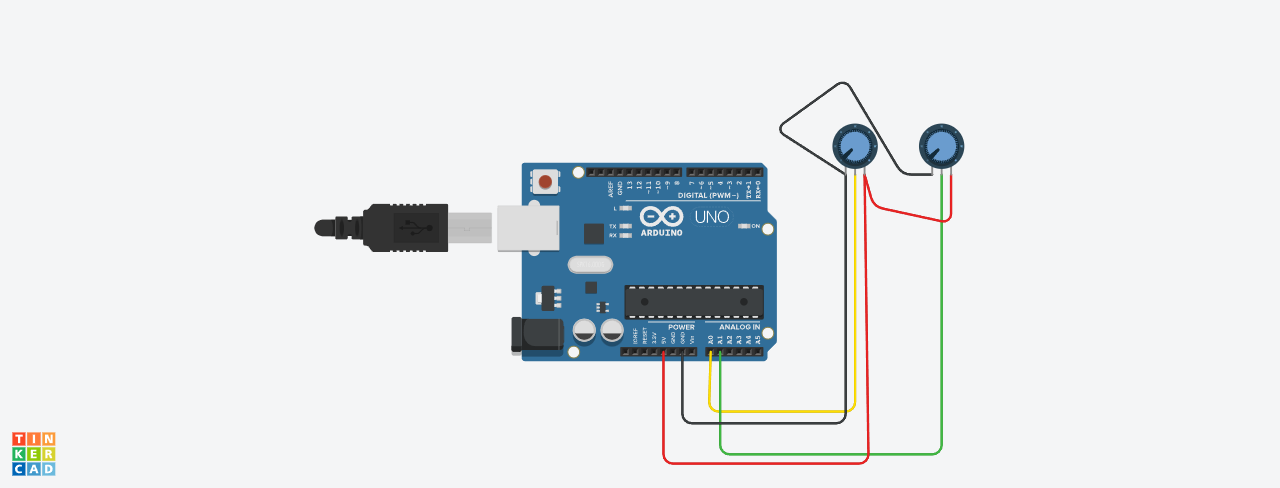 AREF
GND
13
12
~11
~10
~9
8
7
~6
~5
4
~3
2
TX→1
RX←0
DIGITAL (PWM~)
L
TX
RX
ARDUINO
UNO
ON
POWER
ANALOG IN
IOREF
RESET
3.3V
5V
GND
GND
Vin
A0
A1
A2
A3
A4
A5
TIN
KER
CAD